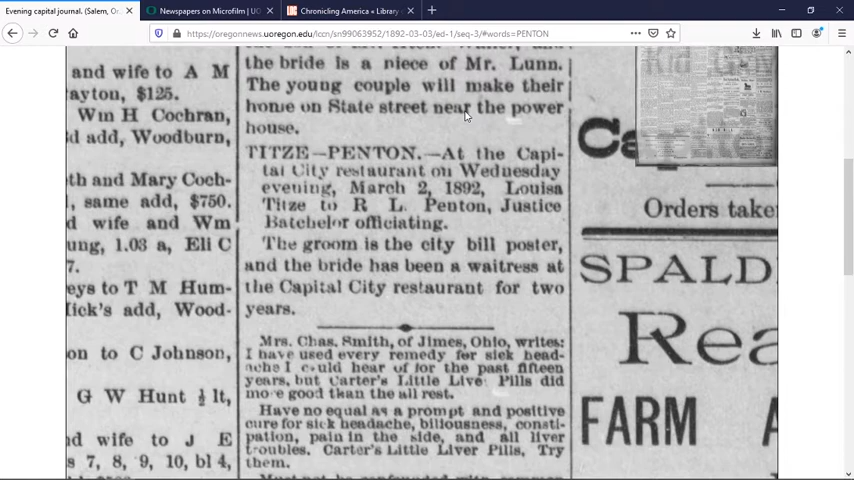 Evening capital journal. (Salem, Or
Newspapers on Microfilm | UO
Chronicling America « Library o
https://oregonnews.uoregon.edu/lccn/sn99063952/1892-03-03/ed-1/seq-3/#words=PENTON
and wife to A M
ayton, $125.
Wm H Cochran,
d add, Woodburn,
th and Mary Coch-
, same add, $750.
d wife and Wm
ung, 1.03 a, Eli C
7.
eys to T M Hum-
ick's add, Wood-
on to C Johnson,
G W Hunt ½ lt,
d wife to J E
s 7, 8, 9, 10, bl 4,
the bride is a niece of Mr. Lunn.
The young couple will make their
home on State street near the power
house.
TITZE—PENTON.—At the Capi-
tal City restaurant on Wednesday
evening, March 2, 1892, Louisa
Titze to R L Penton, Justice
Batchelor officiating.
The groom is the city bill poster,
and the bride has been a waitress at
the Capital City restaurant for two
years.
Mrs. Chas. Smith, of Jimes, Ohio, writes:
I have used every remedy for sick head-
ache I could hear of for the past fifteen
years, but Carter's Little Live Pills did
more good than the all rest.
Have no equal as a prompt and positive
cure for sick headache, biliousness, consti-
pation, pain in the side, and all liver
troubles. Carter's Little Liver Pills, Try
them.
Ca
Orders take
SPALD
Rea
FARM A